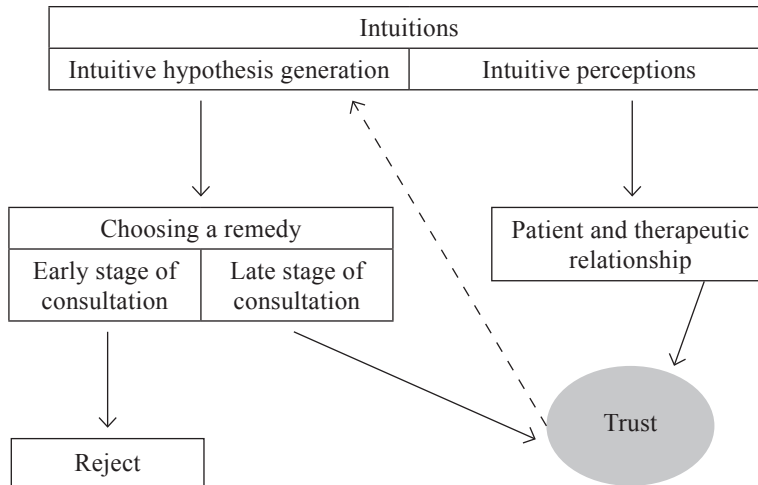 Intuitions
Intuitive hypothesis generation
Intuitive perceptions
Choosing a remedy
Early stage of
consultation
Late stage of
consultation
Patient and therapeutic
relationship
Trust
Reject